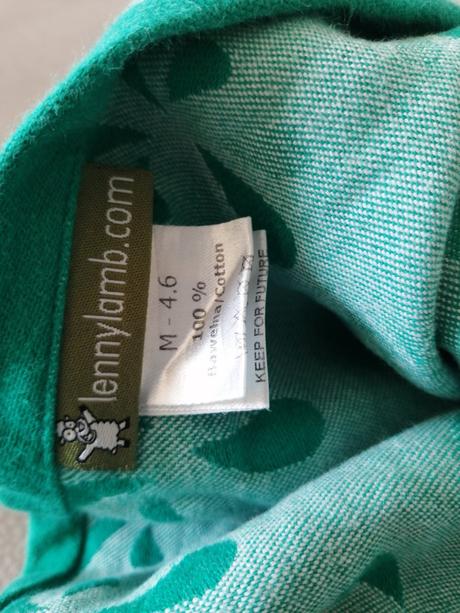 lennylamb.com
M - 4.6
100 %
Bawełna/Cotton
KEEP FOR FUTURE